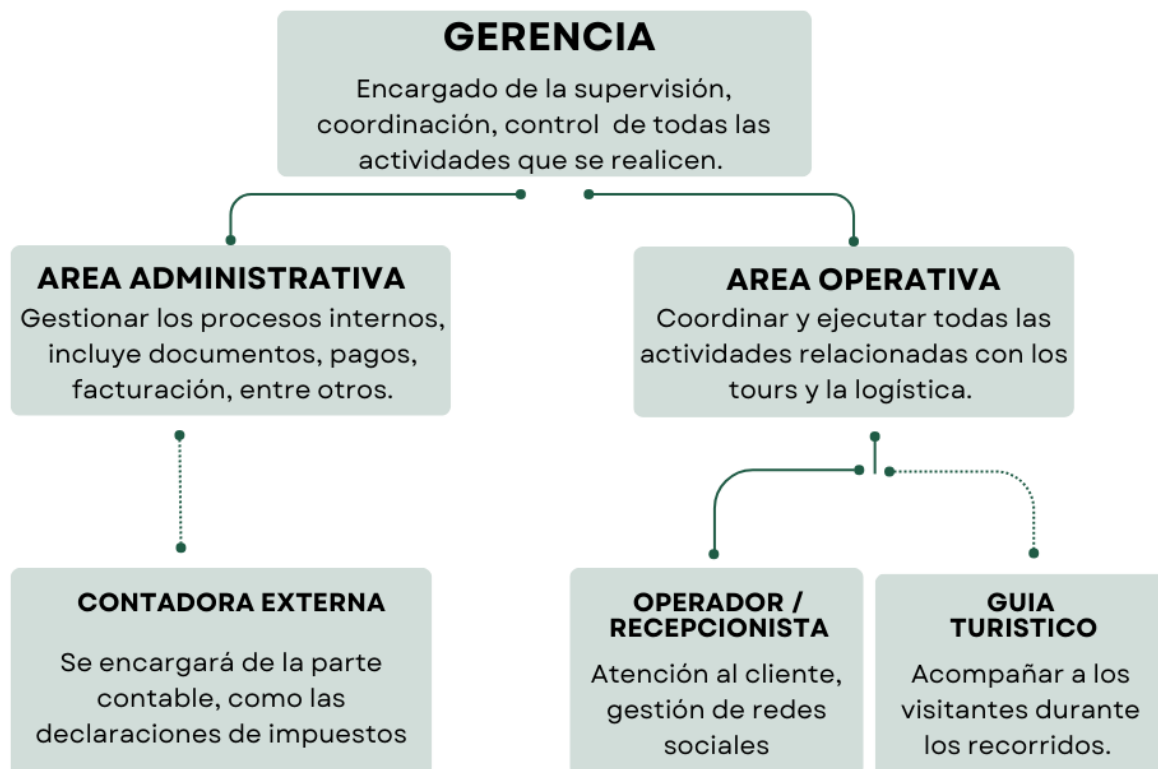 GERENCIA
Encargado de la supervisión,
coordinación, control de todas las
actividades que se realicen.
AREA ADMINISTRATIVA
Gestionar los procesos internos,
incluye documentos, pagos,
facturación, entre otros.
AREA OPERATIVA
Coordinar y ejecutar todas las
actividades relacionadas con los
tours y la logística.
CONTADORA EXTERNA
Se encargará de la parte
contable, como las
declaraciones de impuestos
OPERADOR /
RECEPCIONISTA
Atención al cliente,
gestión de redes
sociales
GUIA
TURISTICO
Acompañar a los
visitantes durante
los recorridos.